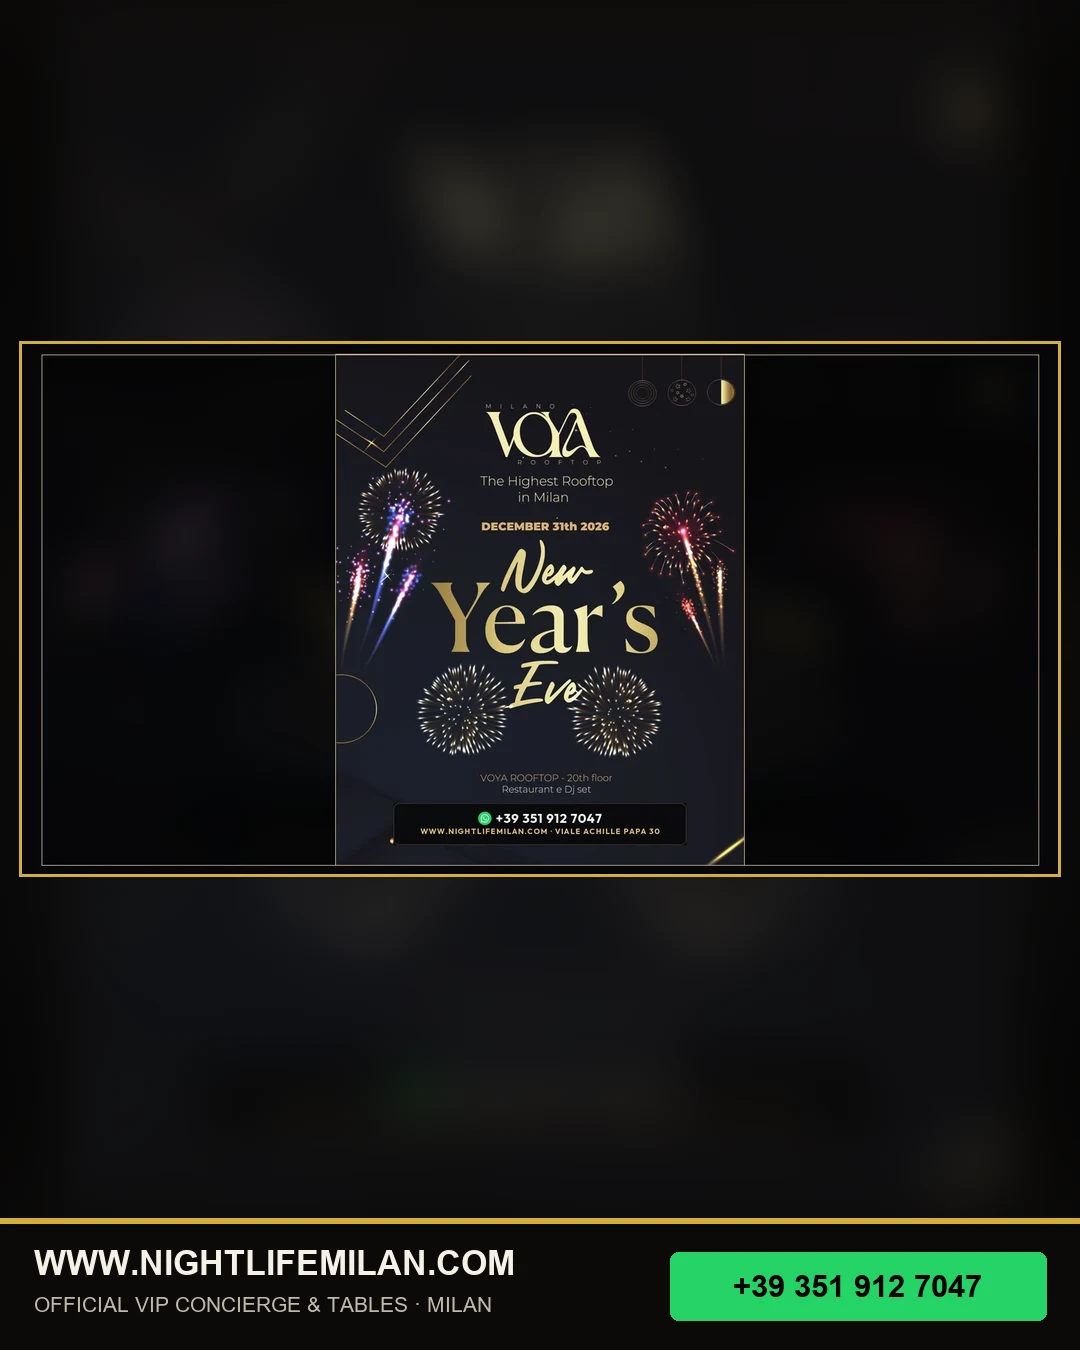 MILANO
VOYA
ROOFTOP
The Highest Rooftop
in Milan
DECEMBER 31th 2026
New
Year's
Eve
VOYA ROOFTOP - 20th floor
Restaurant e Dj set
+39 351 912 7047
WWW.NIGHTLIFEMILAN.COM · VIALE ACHILLE PAPA 30
WWW.NIGHTLIFEMILAN.COM
OFFICIAL VIP CONCIERGE & TABLES · MILAN
+39 351 912 7047